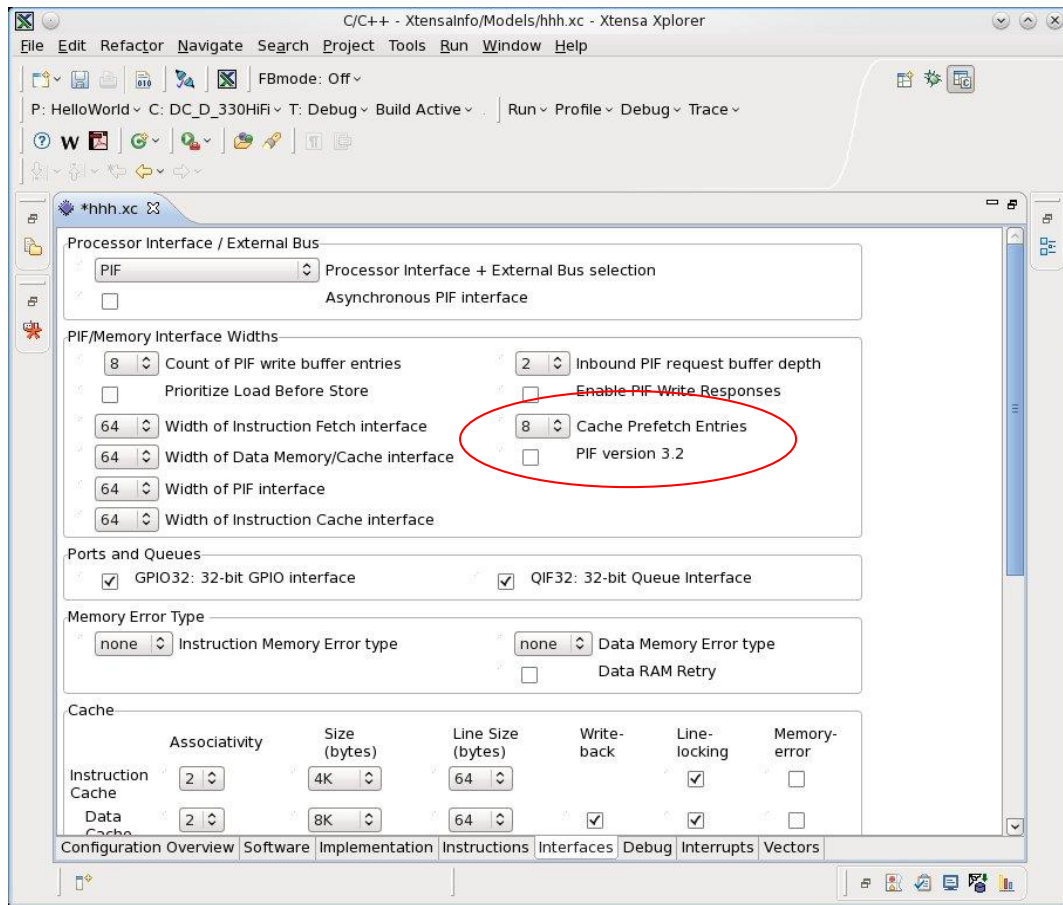 C/C++ - XtensaInfo/Models/hhh.xc - Xtensa Xplorer
File Edit Refactor Navigate Search Project Tools Run Window Help
010 FBmode: Off
P: HelloWorld C: DC_D_330HiFi T: Debug Build Active Run Profile Debug Trace
*hhh.xc
Processor Interface / External Bus
PIF Processor Interface + External Bus selection
Asynchronous PIF interface
PIF/Memory Interface Widths
8 Count of PIF write buffer entries 2 Inbound PIF request buffer depth
Prioritize Load Before Store Enable PIF Write Responses
64 Width of Instruction Fetch interface 8 Cache Prefetch Entries
64 Width of Data Memory/Cache interface PIF version 3.2
64 Width of PIF interface
64 Width of Instruction Cache interface
Ports and Queues
GPIO32: 32-bit GPIO interface QIF32: 32-bit Queue Interface
Memory Error Type
none Instruction Memory Error type none Data Memory Error type
Data RAM Retry
Cache
Associativity Size (bytes) Line Size (bytes) Write-back Line-locking Memory-error
Instruction Cache 2 4K 64
Data Cache 2 8K 64
Configuration Overview Software Implementation Instructions Interfaces Debug Interrupts Vectors